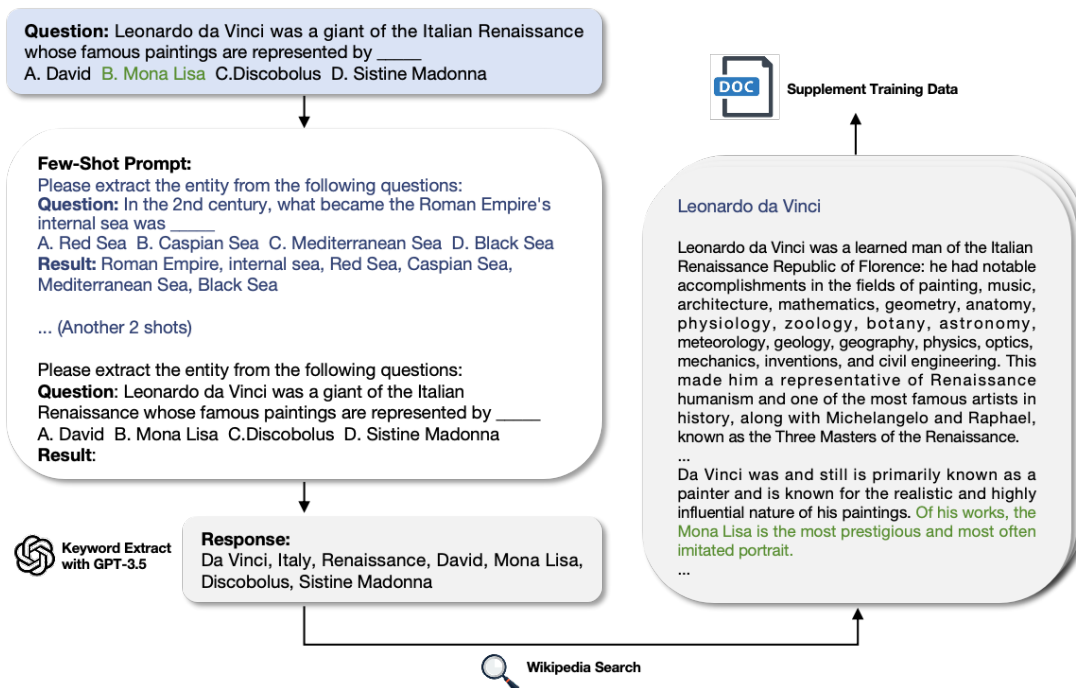 Question: Leonardo da Vinci was a giant of the Italian Renaissance
whose famous paintings are represented by _____
A. David  B. Mona Lisa  C.Discobolus  D. Sistine Madonna
Few-Shot Prompt:
Please extract the entity from the following questions:
Question: In the 2nd century, what became the Roman Empire's
internal sea was _____
A. Red Sea  B. Caspian Sea  C. Mediterranean Sea  D. Black Sea
Result: Roman Empire, internal sea, Red Sea, Caspian Sea,
Mediterranean Sea, Black Sea
... (Another 2 shots)
Please extract the entity from the following questions:
Question: Leonardo da Vinci was a giant of the Italian
Renaissance whose famous paintings are represented by _____
A. David  B. Mona Lisa  C.Discobolus  D. Sistine Madonna
Result:
Keyword Extract
with GPT-3.5
Response:
Da Vinci, Italy, Renaissance, David, Mona Lisa,
Discobolus, Sistine Madonna
Wikipedia Search
Leonardo da Vinci
Leonardo da Vinci was a learned man of the Italian
Renaissance Republic of Florence: he had notable
accomplishments in the fields of painting, music,
architecture, mathematics, geometry, anatomy,
physiology, zoology, botany, astronomy,
meteorology, geology, geography, physics, optics,
mechanics, inventions, and civil engineering. This
made him a representative of Renaissance
humanism and one of the most famous artists in
history, along with Michelangelo and Raphael,
known as the Three Masters of the Renaissance.
...
Da Vinci was and still is primarily known as a
painter and is known for the realistic and highly
influential nature of his paintings. Of his works, the
Mona Lisa is the most prestigious and most often
imitated portrait.
...
DOC
Supplement Training Data